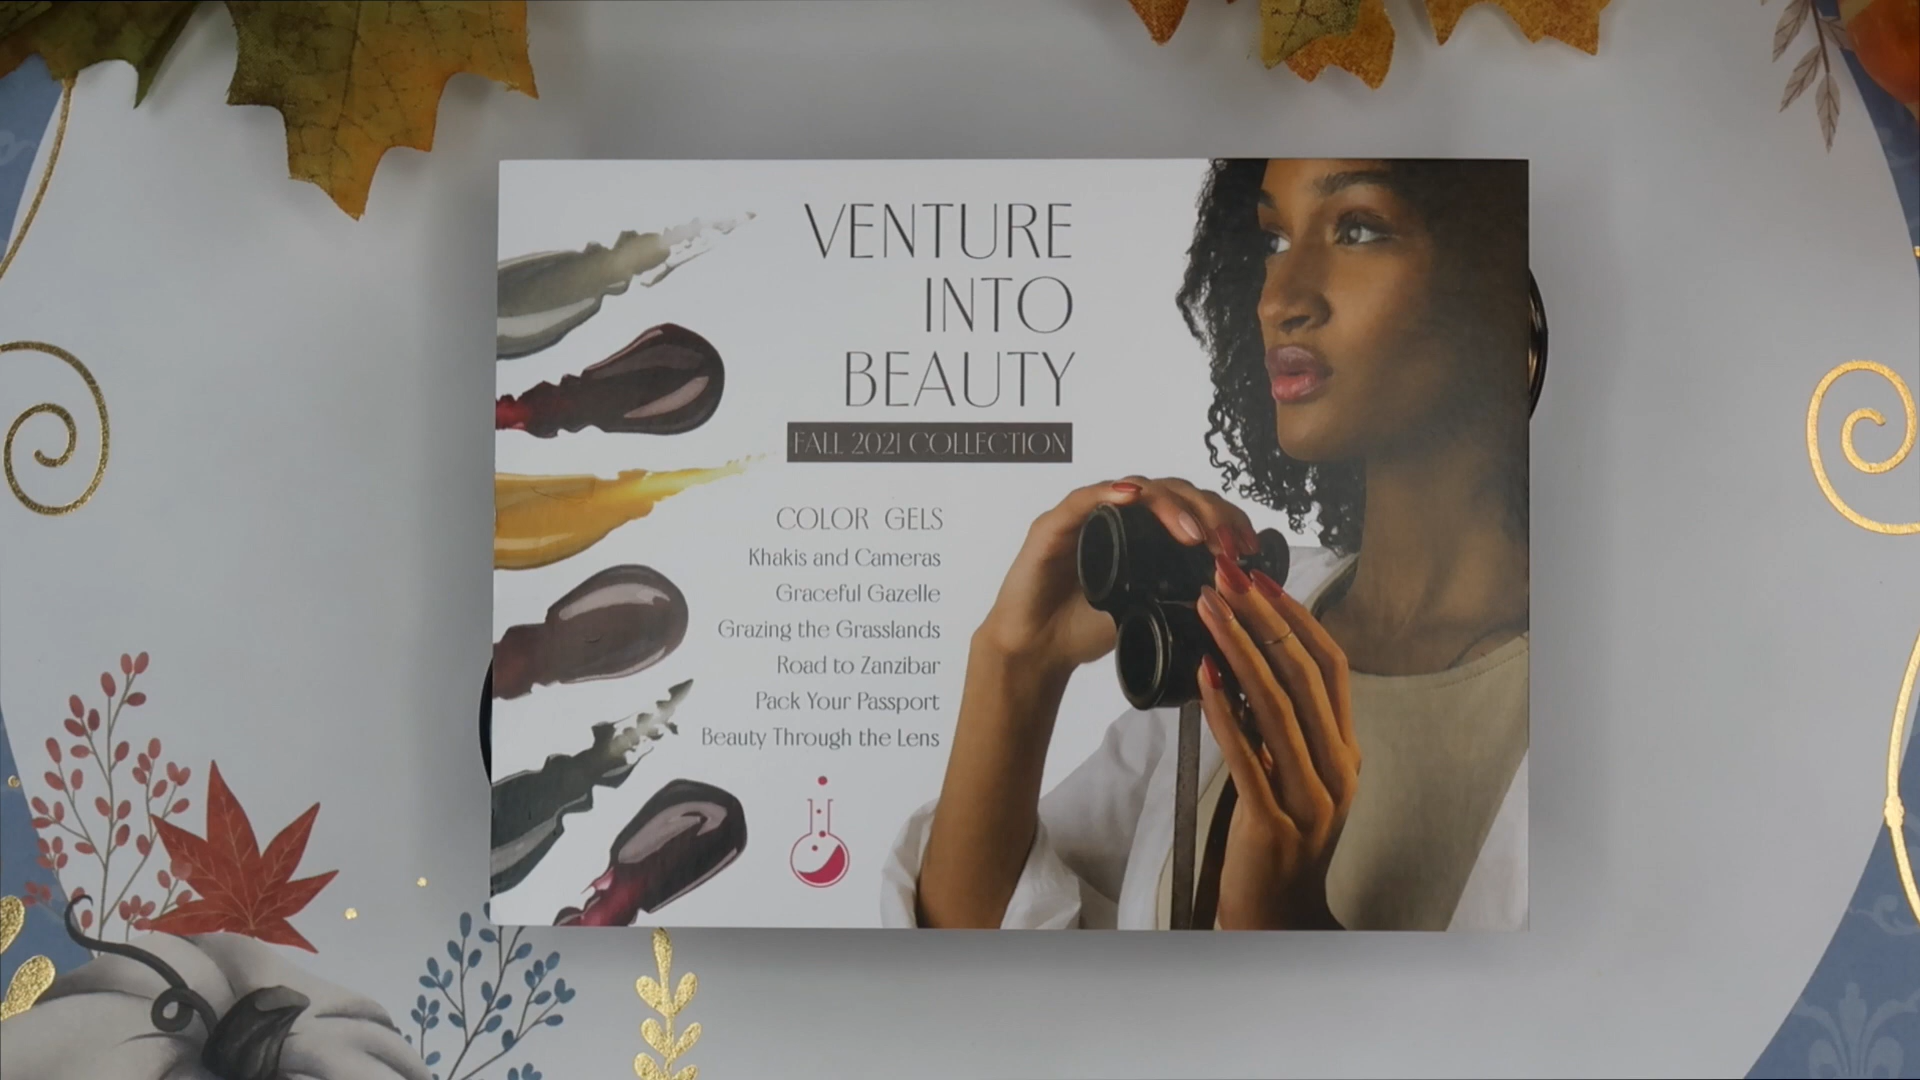 VENTURE
INTO
BEAUTY
FALL 2021 COLLECTION
COLOR GELS
Khakis and Cameras
Graceful Gazelle
Grazing the Grasslands
Road to Zanzibar
Pack Your Passport
Beauty Through the Lens